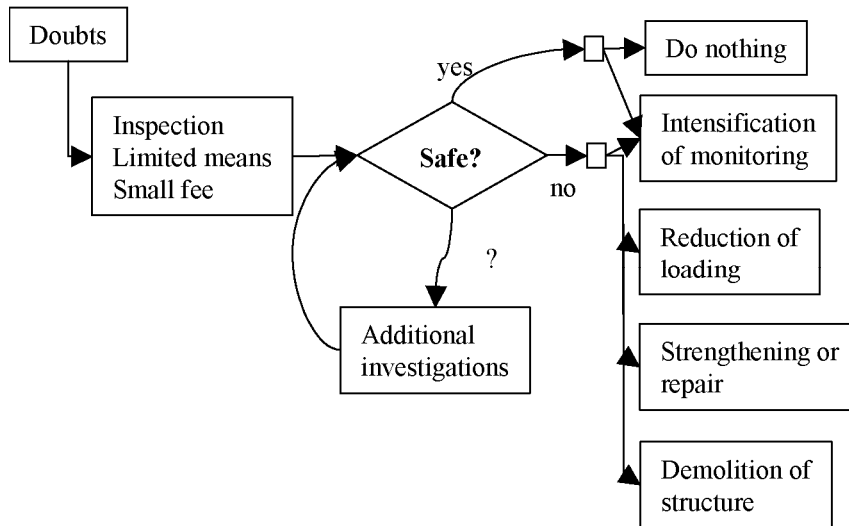 Doubts
Inspection
Limited means
Small fee
yes
Safe?
no
?
Additional
investigations
Do nothing
Intensification
of monitoring
Reduction of
loading
Strengthening or
repair
Demolition of
structure